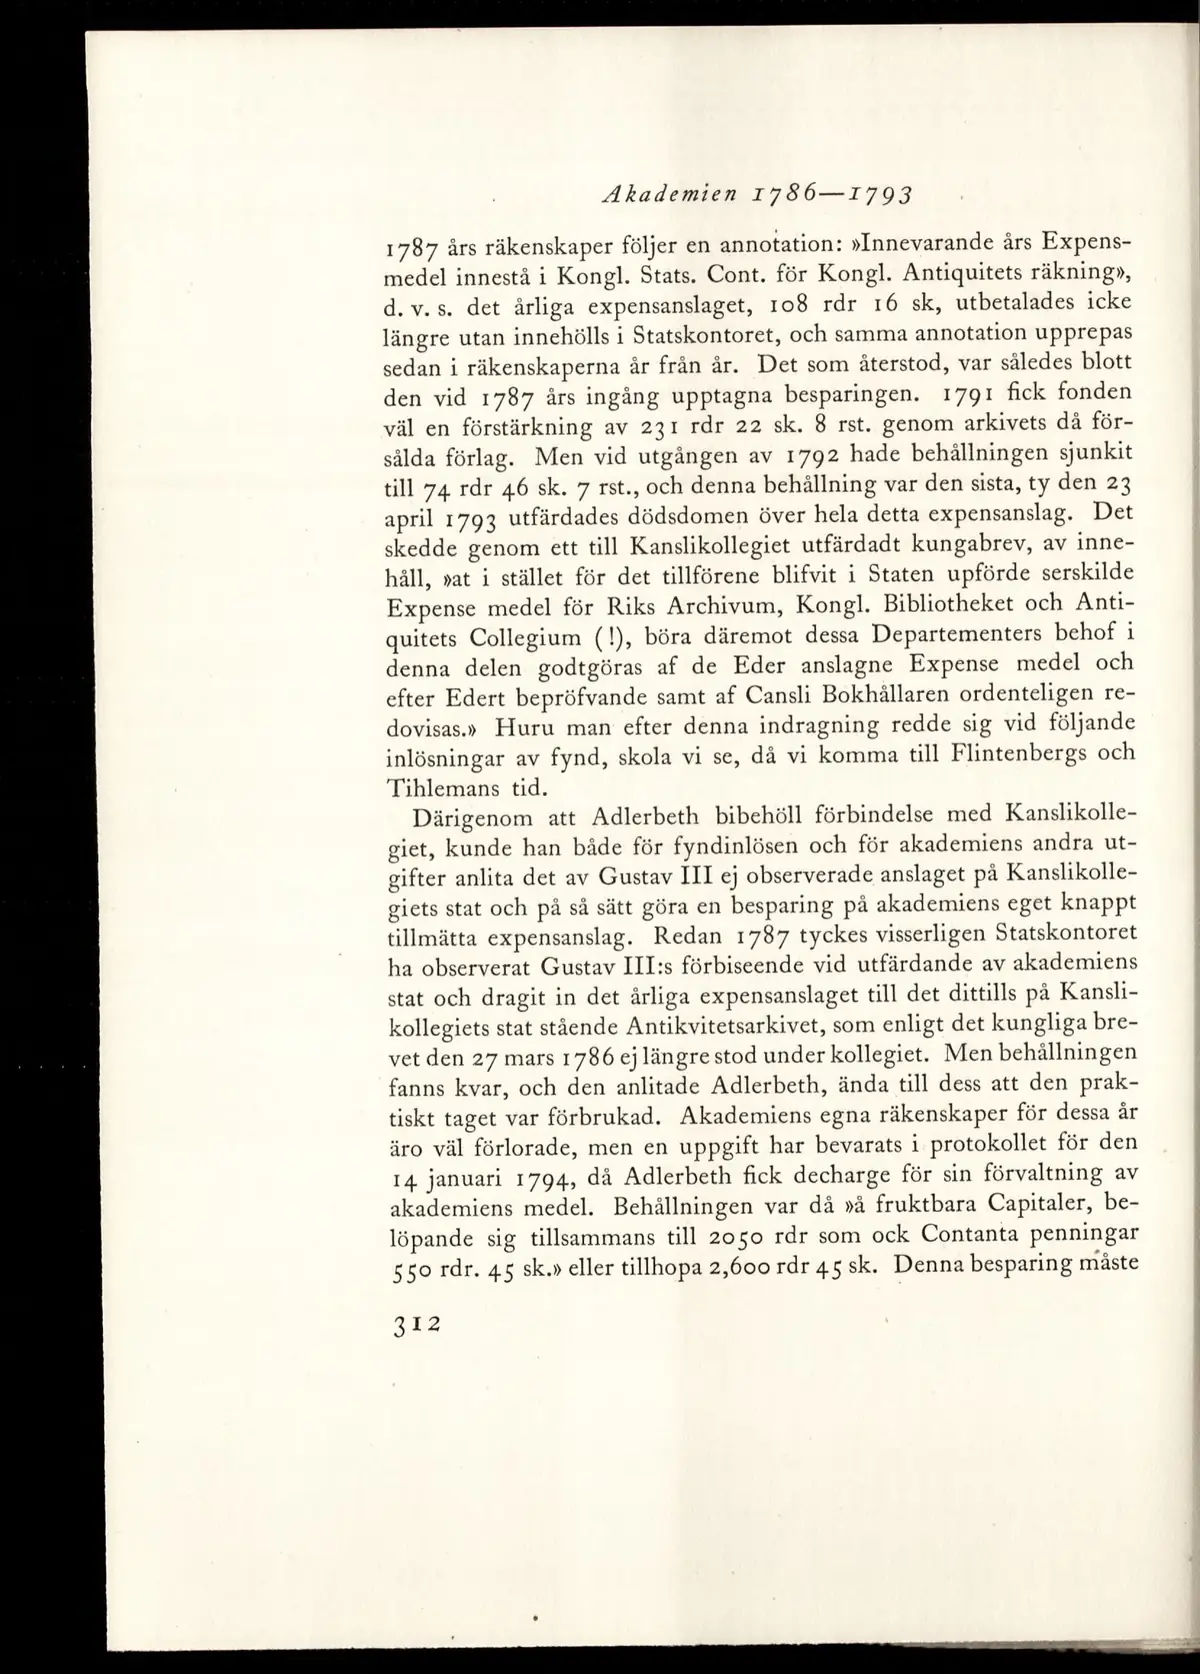 Akademien 1786—1793
1787 års räkenskaper följer en annotation: »Innevarande års Expens-
medel innestå i Kongl. Stats. Cont. för Kongl. Antiquitets räkning»,
d. v. s. det årliga expensanslaget, 108 rdr 16 sk, utbetalades icke
längre utan innehölls i Statskontoret, och samma annotation upprepas
sedan i räkenskaperna år från år. Det som återstod, var således blott
den vid 1787 års ingång upptagna besparingen. 1791 fick fonden
väl en förstärkning av 231 rdr 22 sk. 8 rst. genom arkivets då för-
sålda förlag. Men vid utgången av 1792 hade behållningen sjunkit
till 74 rdr 46 sk. 7 rst., och denna behållning var den sista, ty den 23
april 1793 utfärdades dödsdomen över hela detta expensanslag. Det
skedde genom ett till Kanslikollegiet utfärdadt kungabrev, av inne-
håll, »at i stället för det tillförene blifvit i Staten upförde serskilde
Expense medel för Riks Archivum, Kongl. Bibliotheket och Anti-
quitets Collegium (!), böra däremot dessa Departementers behof i
denna delen godtgöras af de Eder anslagne Expense medel och
efter Edert bepröfvande samt af Cansli Bokhållaren ordenteligen re-
dovisas.» Huru man efter denna indragning redde sig vid följande
inlösningar av fynd, skola vi se, då vi komma till Flintenbergs och
Tihlemans tid.
Därigenom att Adlerbeth bibehöll förbindelse med Kanslikolle-
giet, kunde han både för fyndinlösen och för akademiens andra ut-
gifter anlita det av Gustav III ej observerade anslaget på Kanslikolle-
giets stat och på så sätt göra en besparing på akademiens eget knappt
tillmätta expensanslag. Redan 1787 tyckes visserligen Statskontoret
ha observerat Gustav III:s förbiseende vid utfärdande av akademiens
stat och dragit in det årliga expensanslaget till det dittills på Kansli-
kollegiets stat stående Antikvitetsarkivet, som enligt det kungliga bre-
vet den 27 mars 1786 ej längre stod under kollegiet. Men behållningen
fanns kvar, och den anlitade Adlerbeth, ända till dess att den prak-
tiskt taget var förbrukad. Akademiens egna räkenskaper för dessa år
äro väl förlorade, men en uppgift har bevarats i protokollet för den
14 januari 1794, då Adlerbeth fick decharge för sin förvaltning av
akademiens medel. Behållningen var då »å fruktbara Capitaler, be-
löpande sig tillsammans till 2050 rdr som ock Contanta penningar
550 rdr. 45 sk.» eller tillhopa 2,600 rdr 45 sk. Denna besparing måste
312